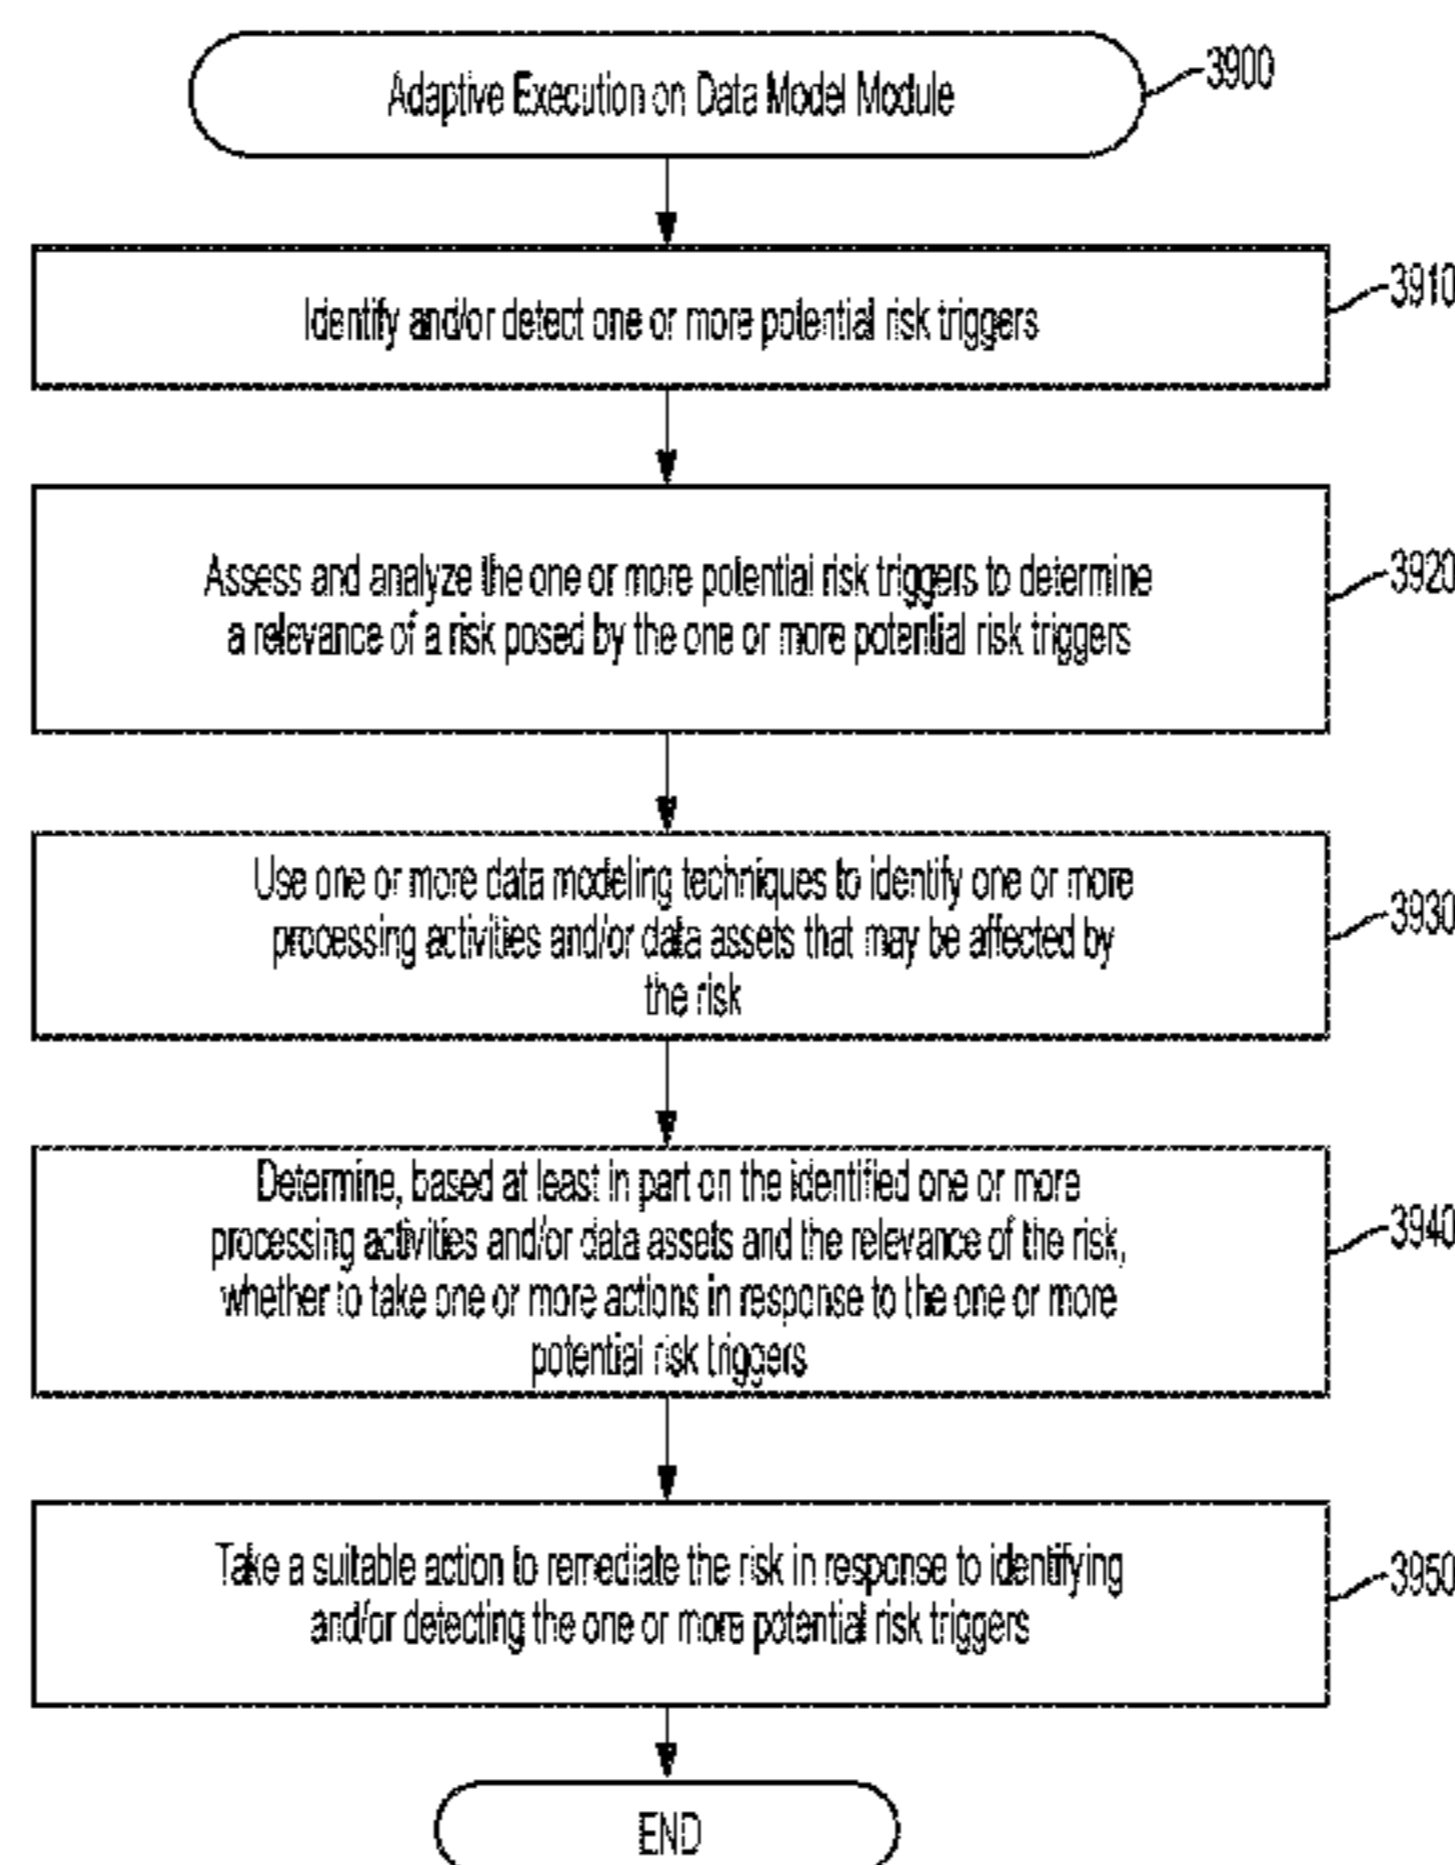 Adaptive Execution on Data Model Module
3900
Identify and/or detect one or more potential risk triggers
3910
Assess and analyze the one or more potential risk triggers to determine
a relevance of a risk posed by the one or more potential risk triggers
3920
Use one or more data modeling techniques to identify one or more
processing activities and/or data assets that may be affected by
the risk
3930
Determine, based at least in part on the identified one or more
processing activities and/or data assets and the relevance of the risk,
whether to take one or more actions in response to the one or more
potential risk triggers
3940
Take a suitable action to remediate the risk in response to identifying
and/or detecting the one or more potential risk triggers
3950
END